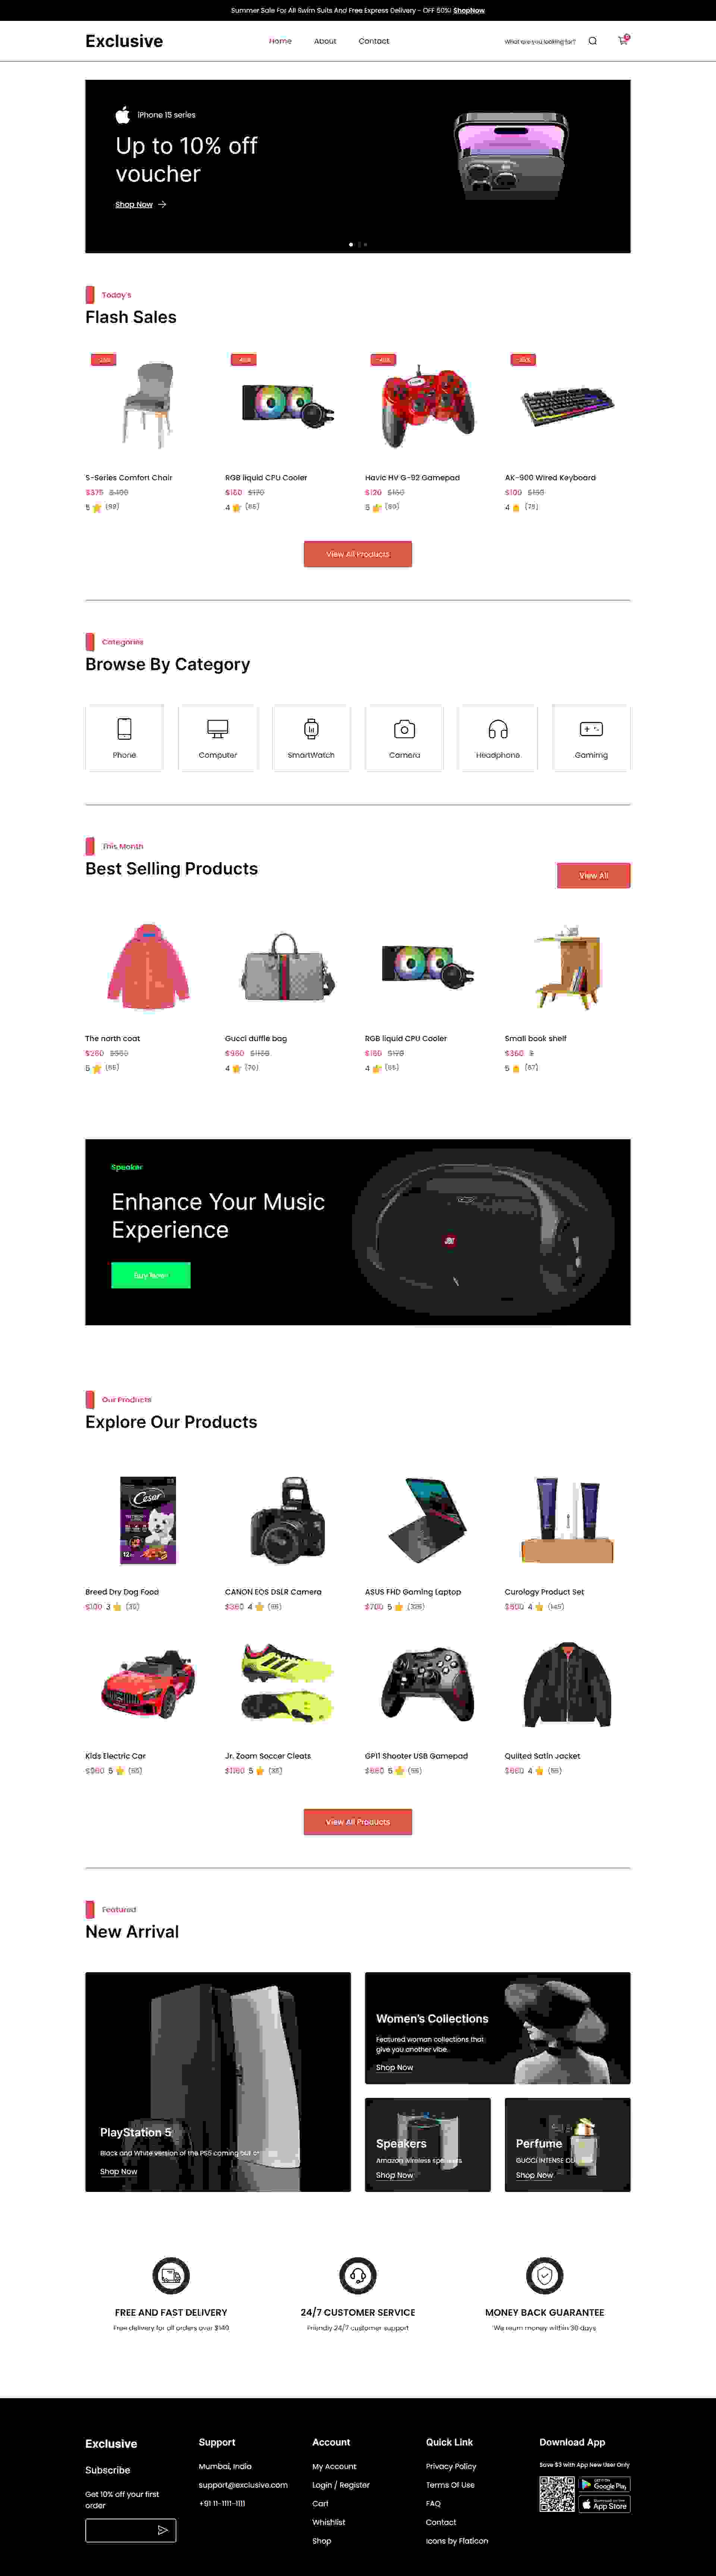 Summer Sale For All Swim Suits And Free Express Delivery - OFF 50%! ShopNow
Exclusive
Home About Contact
What are you looking for?
iPhone 15 series
Up to 10% off
voucher
Shop Now
Today's
Flash Sales
S-Series Comfort Chair
$375 $400
5 (99)
RGB liquid CPU Cooler
$160 $170
4 (65)
Havic HV G-92 Gamepad
$120 $160
5
AK-900 Wired Keyboard
4 (75)
View All Products
Categories
Browse By Category
Phone
Computer
SmartWatch
Camera
Headphone
Gaming
This Month
Best Selling Products
View All
The north coat
$260
5 (65)
Gucci duffle bag
$960 $1160
4
RGB liquid CPU Cooler
$160 $170
4 (65)
Small book shelf
$360 $
5
Speaker
Enhance Your Music
Experience
Buy Now!
Our Products
Explore Our Products
Breed Dry Dog Food
$100 3 (35)
CANON EOS DSLR Camera
$360 4
ASUS FHD Gaming Laptop
$700 5 (325)
Curology Product Set
$500 4 (145)
Kids Electric Car
$960 5
Jr. Zoom Soccer Cleats
$1160 5 (35)
GP11 Shooter USB Gamepad
$660 5 (55)
Quilted Satin Jacket
$660 4 (55)
View All Products
Featured
New Arrival
PlayStation 5
Black and White version of the PS5 coming out on
Shop Now
Women's Collections
Featured woman collections that
give you another vibe.
Shop Now
Speakers
Amazon wireless speakers
Shop Now
Perfume
GUCCI INTENSE OUD
Shop Now
FREE AND FAST DELIVERY
Free delivery for all orders over $140
24/7 CUSTOMER SERVICE
Friendly 24/7 customer support
MONEY BACK GUARANTEE
We reurn money within 30 days
Exclusive
Subscribe
Get 10% off your first
order
Support
Mumbai, India
support@exclusive.com
+91 11-1111-1111
Account
My Account
Login / Register
Cart
Whishlist
Shop
Quick Link
Privacy Policy
Terms Of Use
FAQ
Contact
Icons by Flaticon
Download App
Save $3 with App New User Only
GET IT ON
Google Play
Download on the
App Store